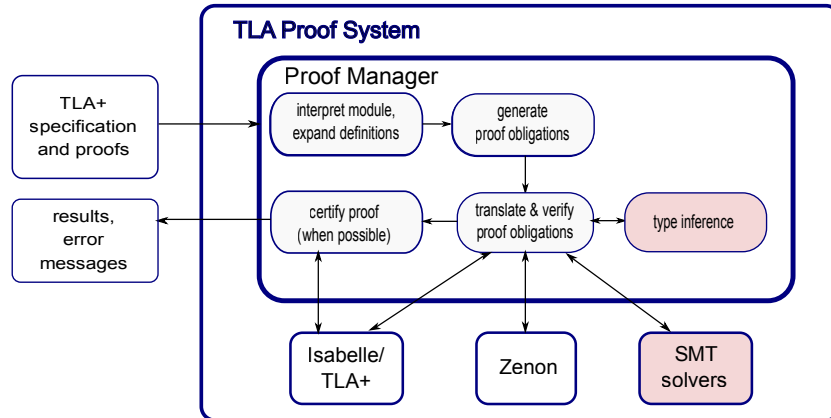 TLA Proof System
Proof Manager
TLA+
specification
and proofs
interpret module,
expand definitions
generate
proof obligations
results,
error
messages
certify proof
(when possible)
translate & verify
proof obligations
type inference
Isabelle/
TLA+
Zenon
SMT
solvers